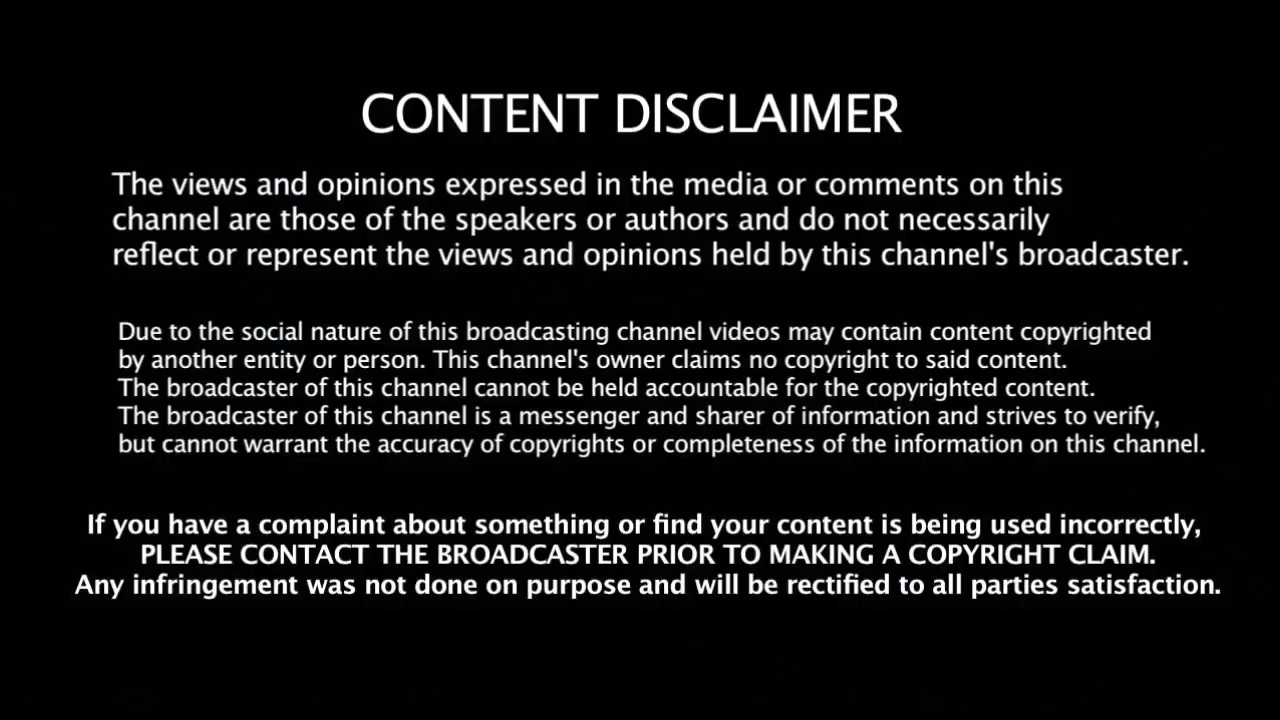 CONTENT DISCLAIMER
The views and opinions expressed in the media or comments on this
channel are those of the speakers or authors and do not necessarily
reflect or represent the views and opinions held by this channel's broadcaster.
Due to the social nature of this broadcasting channel videos may contain content copyrighted
by another entity or person. This channel's owner claims no copyright to said content.
The broadcaster of this channel cannot be held accountable for the copyrighted content.
The broadcaster of this channel is a messenger and sharer of information and strives to verify,
but cannot warrant the accuracy of copyrights or completeness of the information on this channel.
If you have a complaint about something or find your content is being used incorrectly,
PLEASE CONTACT THE BROADCASTER PRIOR TO MAKING A COPYRIGHT CLAIM.
Any infringement was not done on purpose and will be rectified to all parties satisfaction.